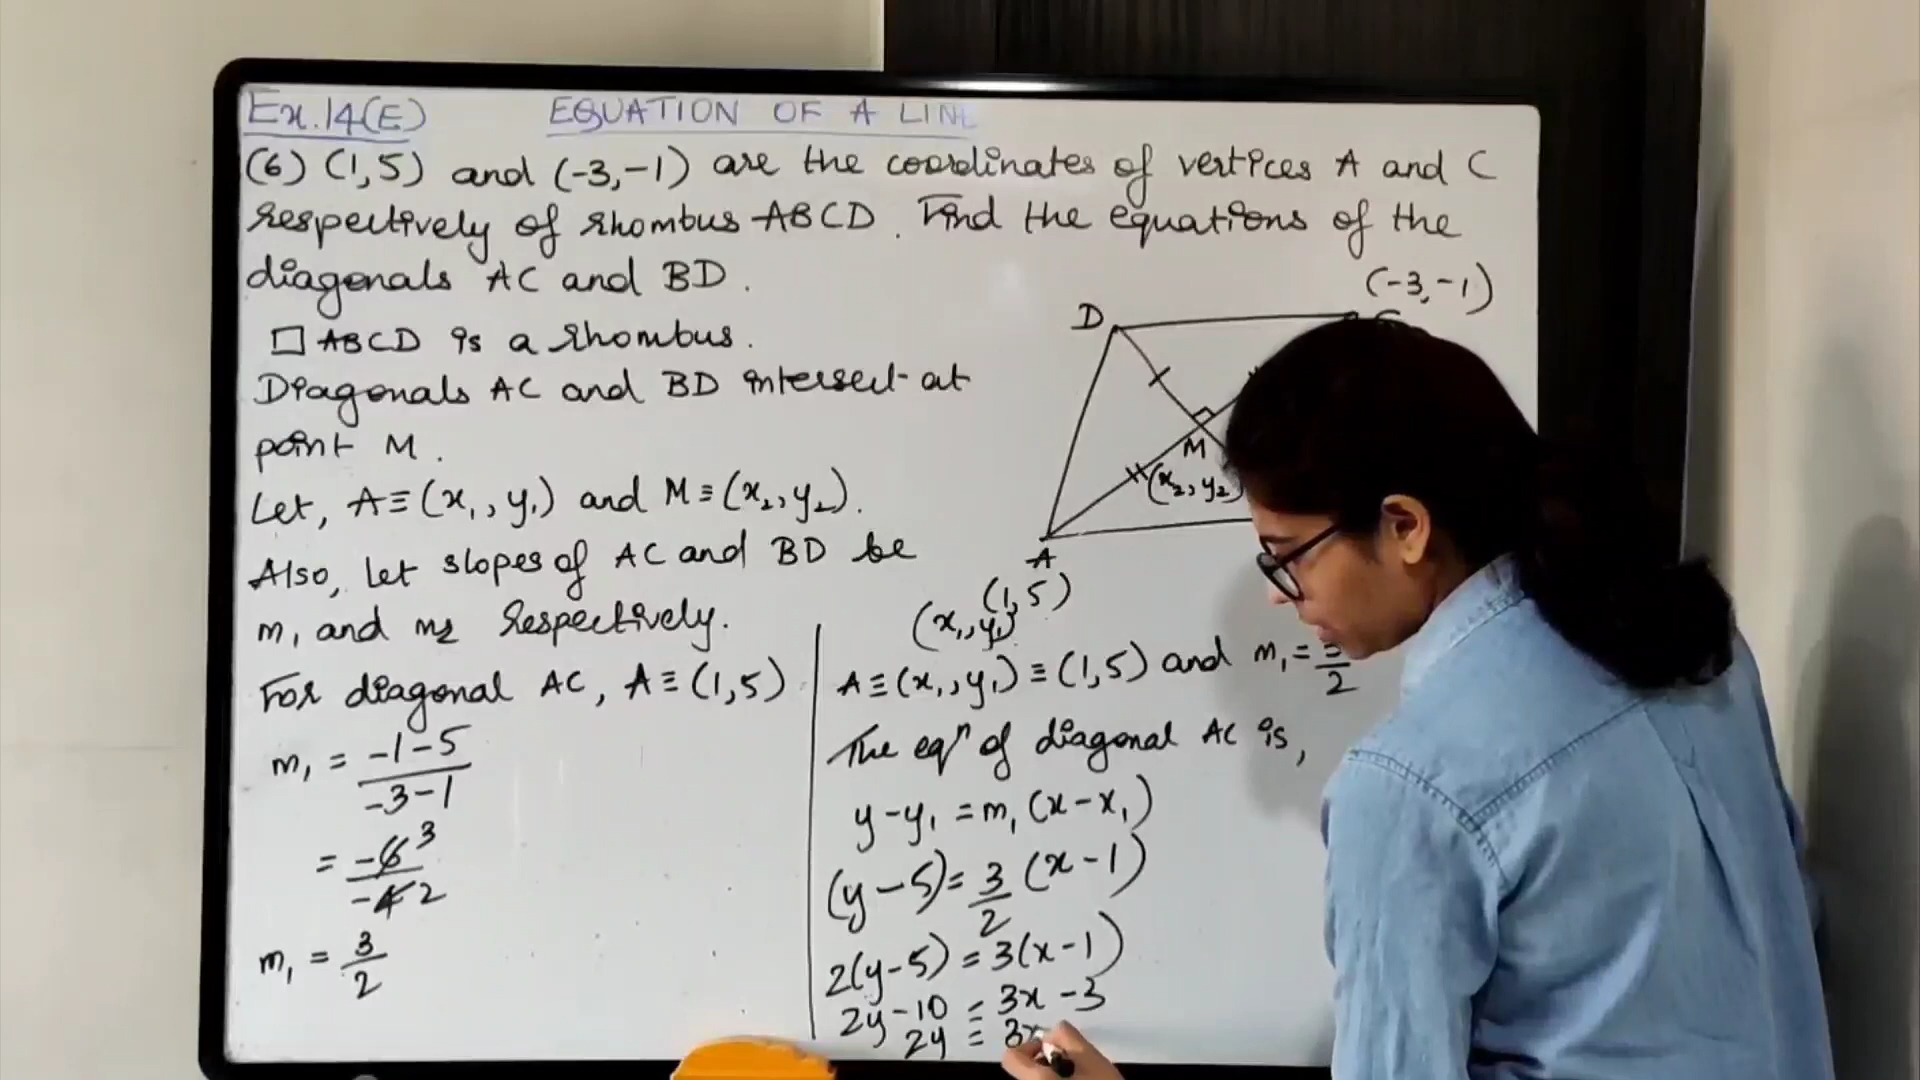 Ex.14(E) EQUATION OF A LINE
(6) (1,5) and (-3,-1) are the coordinates of vertices A and C
respectively of rhombus ABCD. Find the equations of the
diagonals AC and BD.
(-3,-1)
D C
□ ABCD is a rhombus.
Diagonals AC and BD intersect at
point M.
M
(x₂, y₂)
Let, A≡(x₁, y₁) and M≡(x₂, y₂).
A
Also, Let slopes of AC and BD be
m₁ and m₂ respectively.
(1,5)
(x₁, y₁)
For diagonal AC, A≡(1,5)
m₁ = -1-5
-3-1
= -6 3
-4 2
m₁ = 3
2
A≡(x₁, y₁)≡(1,5) and m₁ = 3
2
The eqⁿ of diagonal AC is,
y-y₁ = m₁(x-x₁)
(y-5) = 3 (x-1)
2
2(y-5) = 3(x-1)
2y-10 = 3x-3
2y = 3x